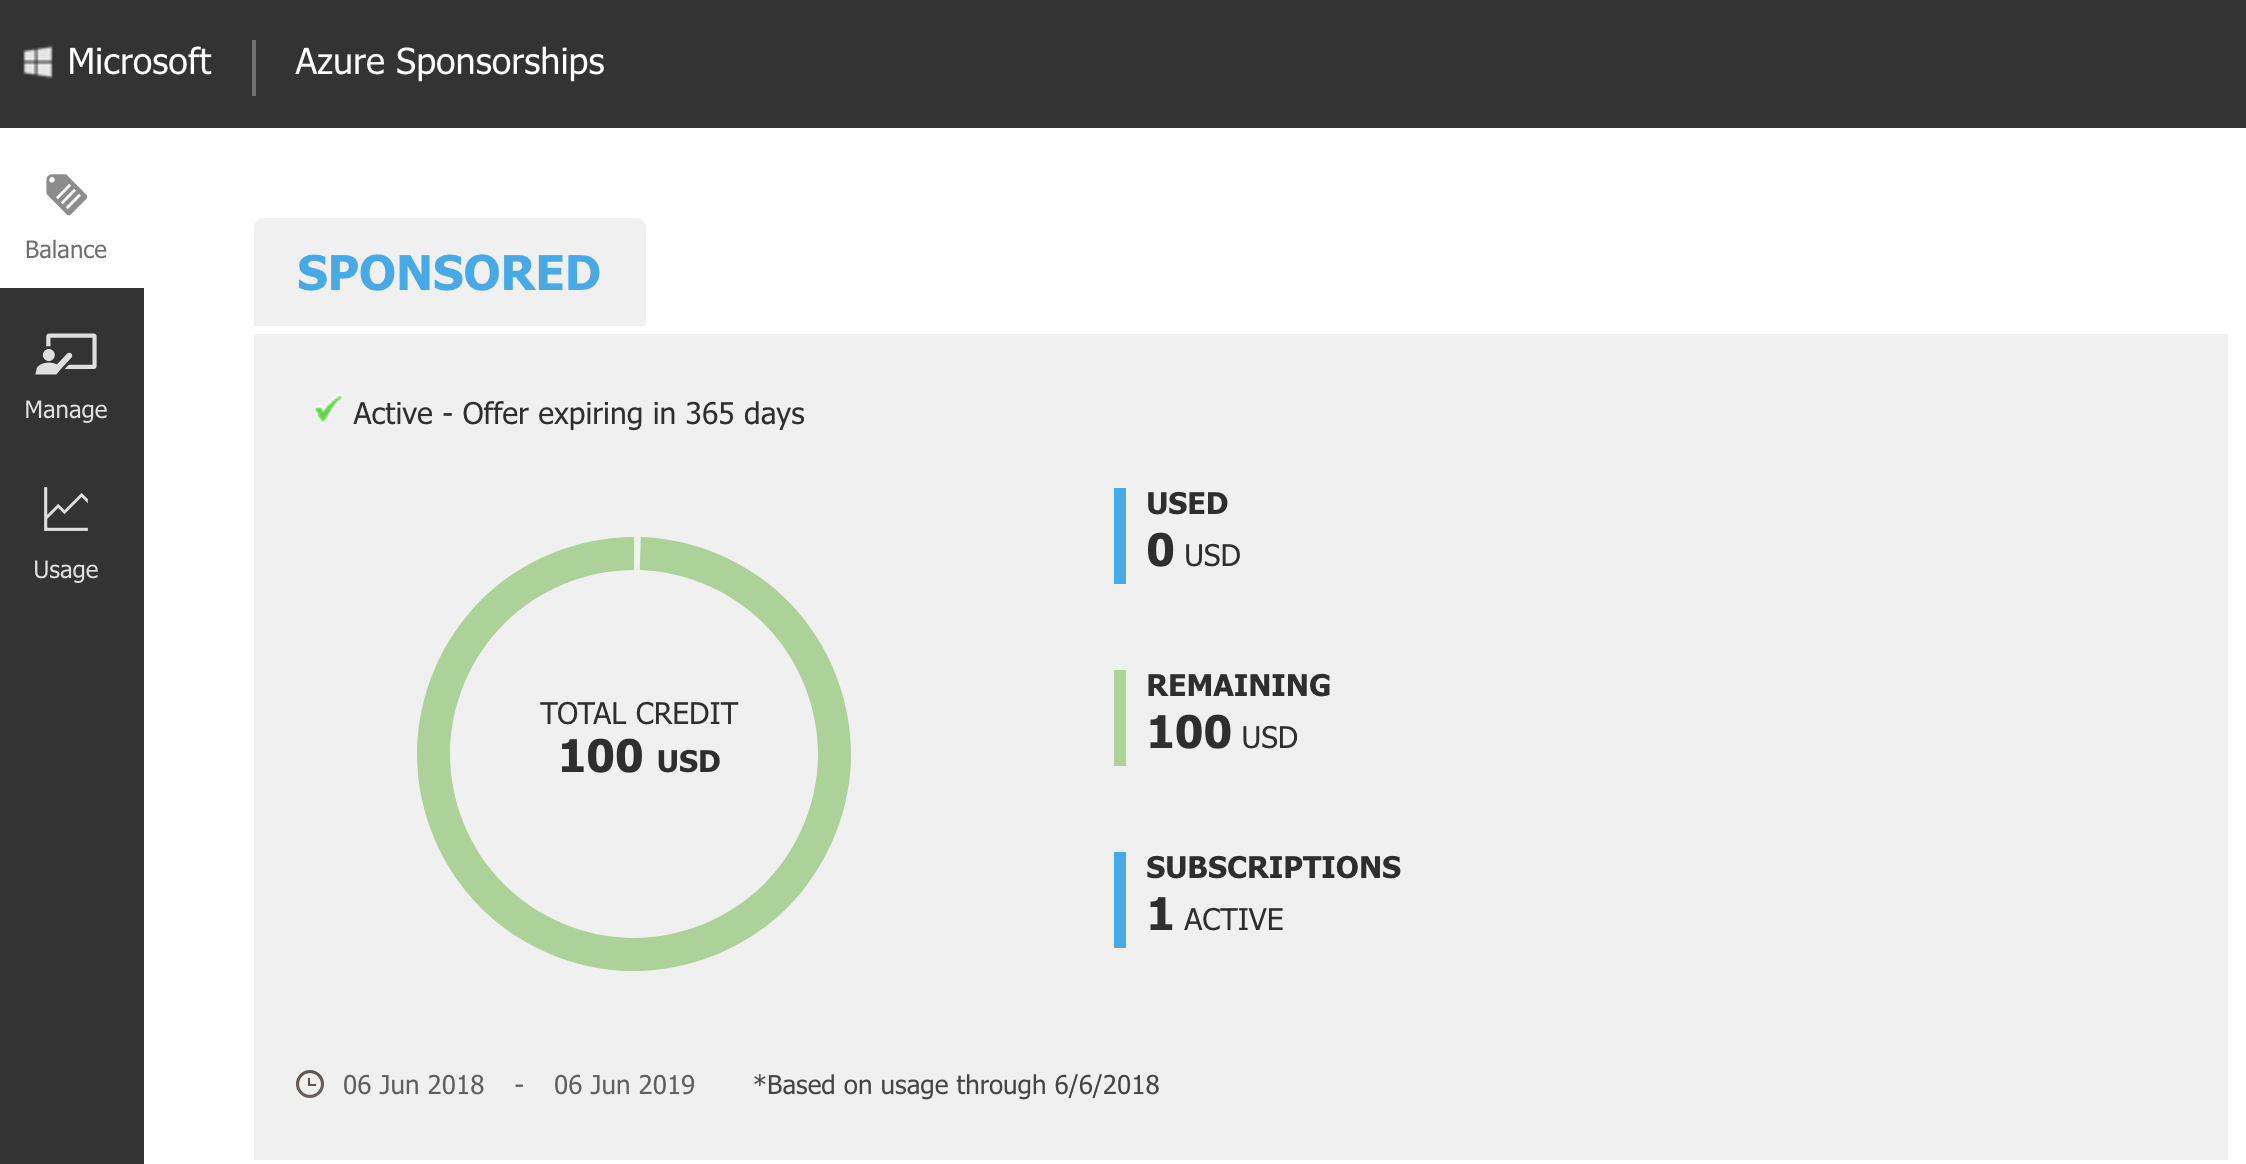 Microsoft
Azure Sponsorships
Balance
Manage
Usage
SPONSORED
Active - Offer expiring in 365 days
TOTAL CREDIT
100 USD
USED
0 USD
REMAINING
100 USD
SUBSCRIPTIONS
1 ACTIVE
06 Jun 2018 - 06 Jun 2019 *Based on usage through 6/6/2018